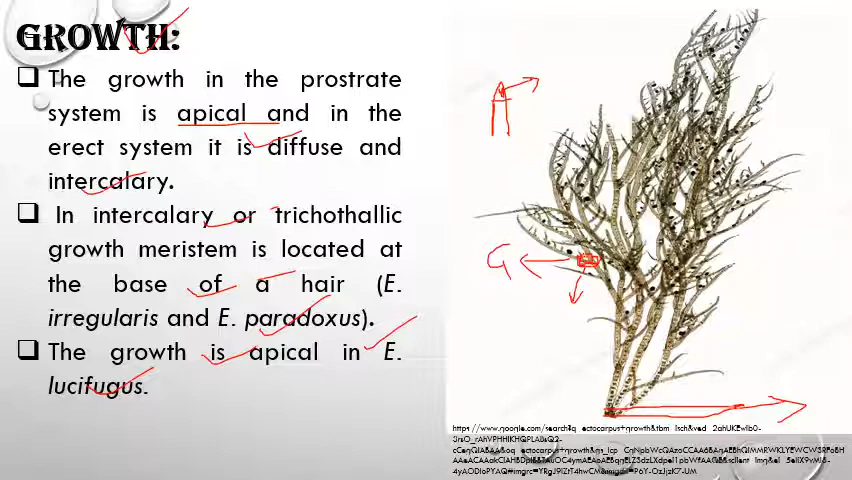 GROWTH:
❑ The growth in the prostrate
system is apical and in the
erect system it is diffuse and
intercalary.
❑ In intercalary or trichothallic
growth meristem is located at
the base of a hair (E.
irregularis and E. paradoxus).
❑ The growth is apical in E.
lucifugus.
G